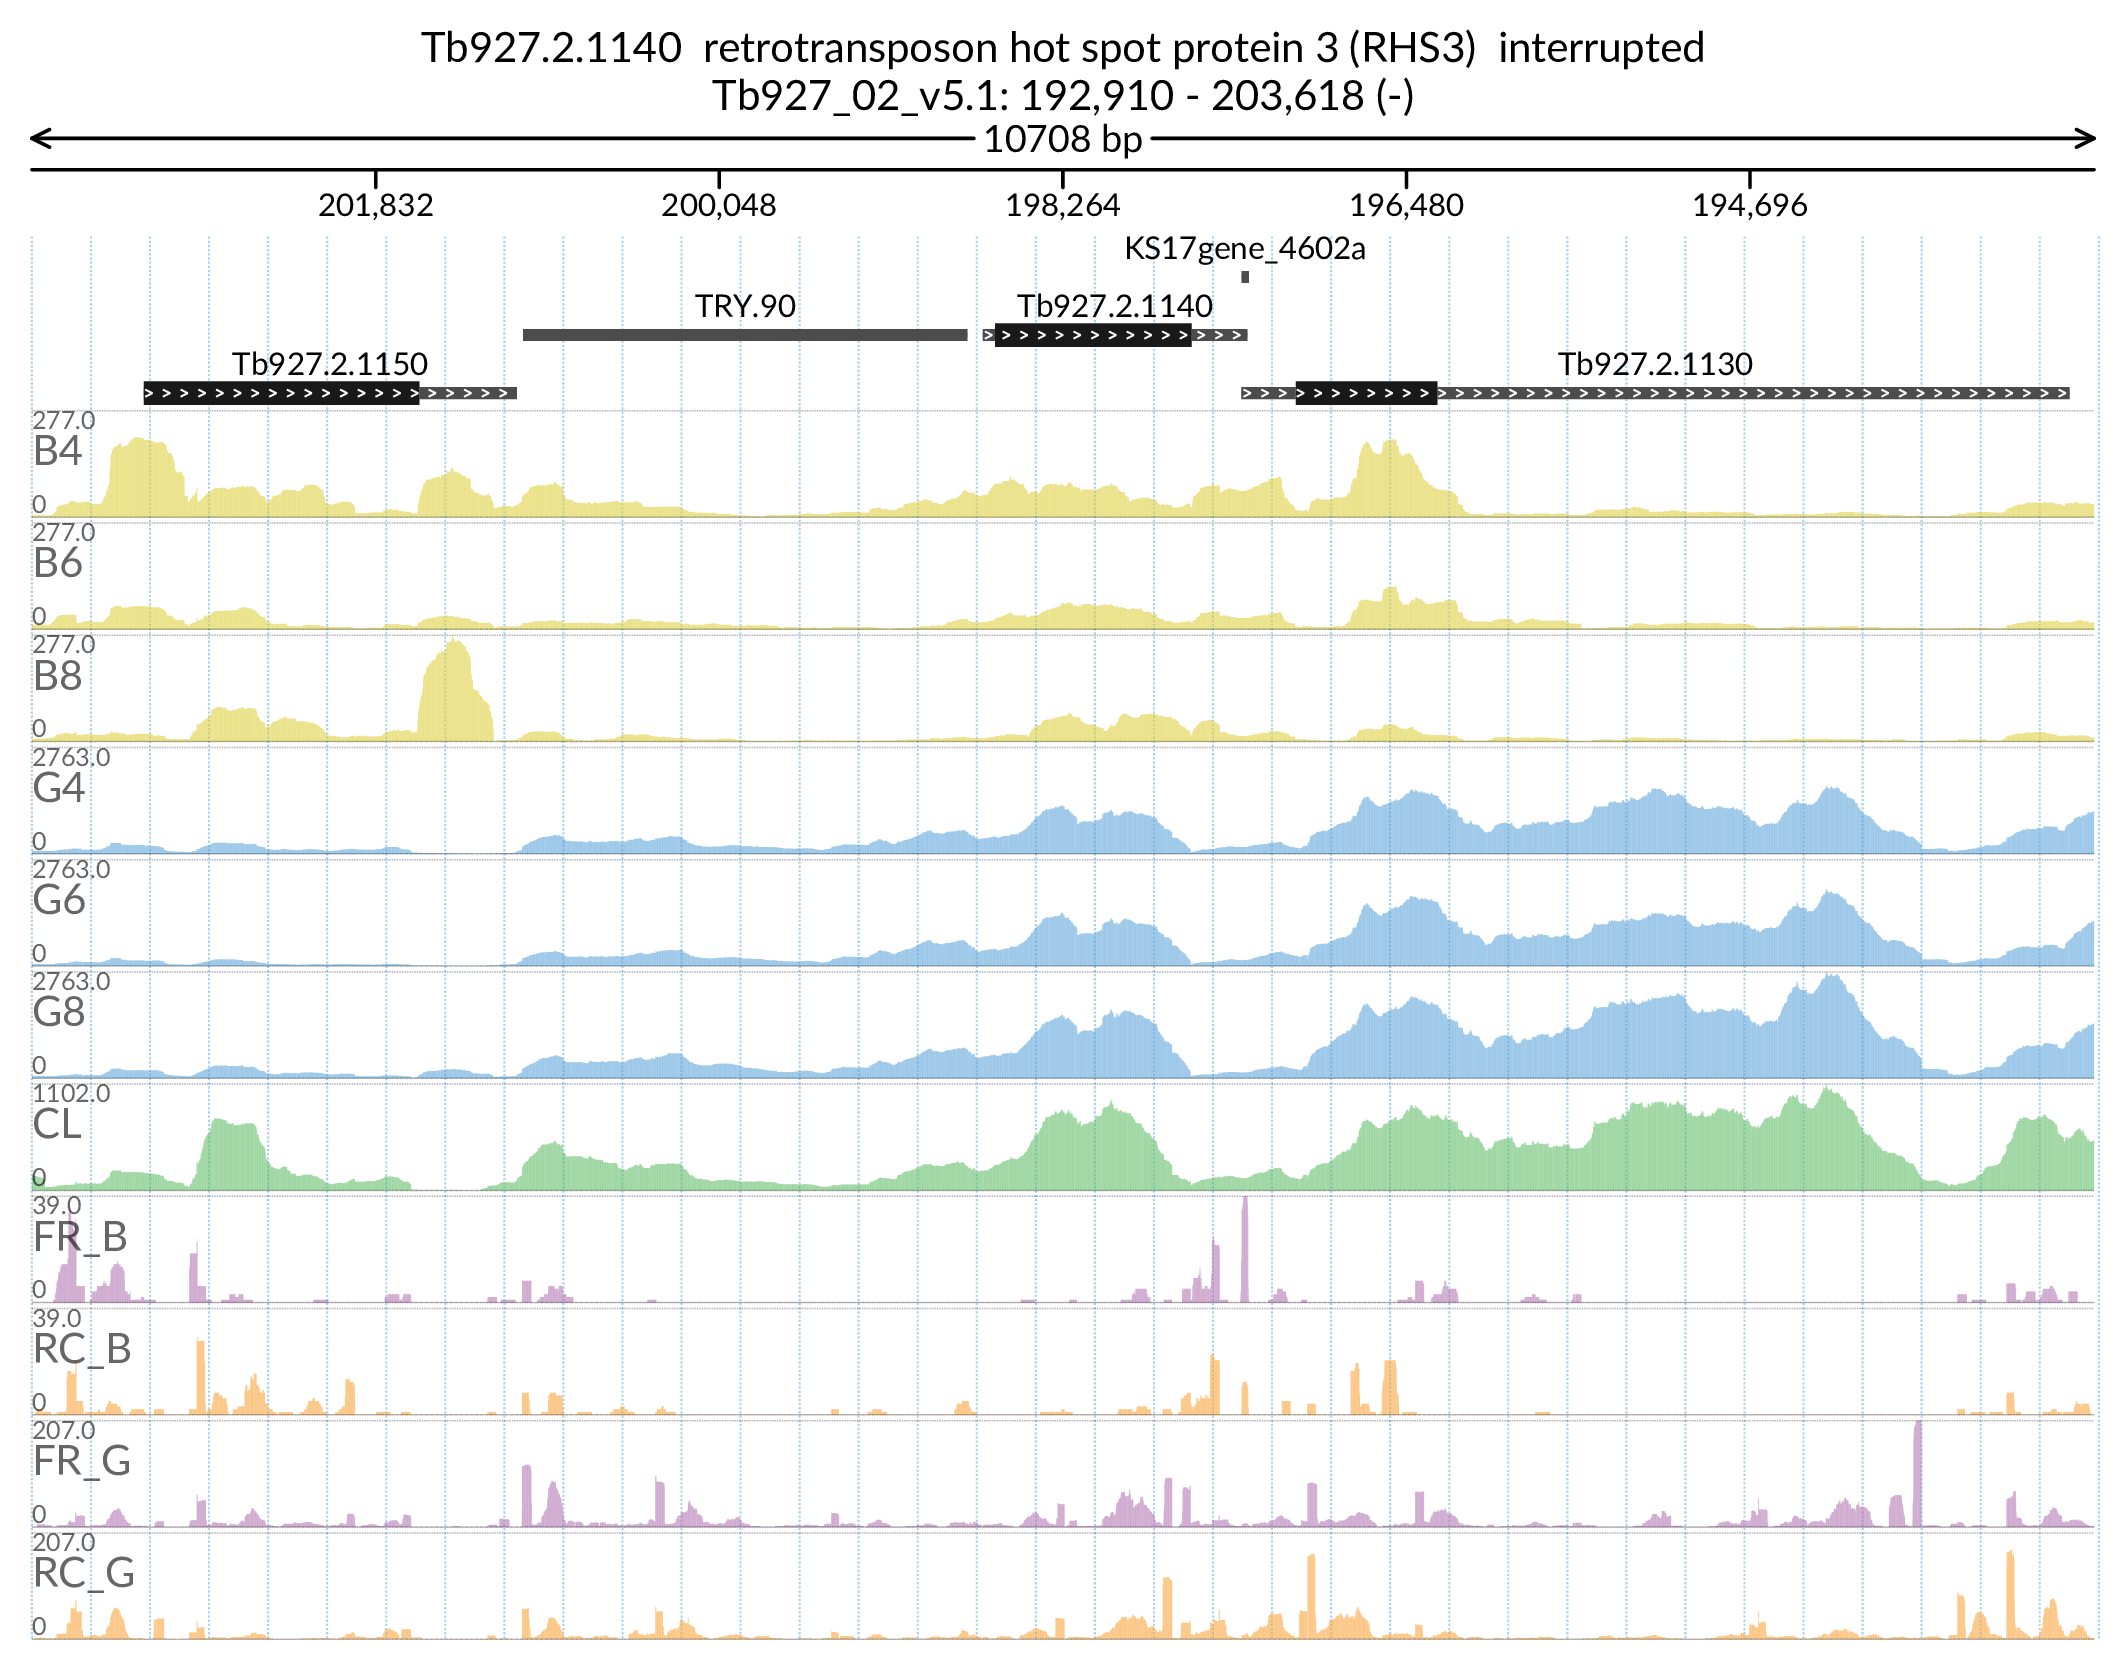 Tb927.2.1140 retrotransposon hot spot protein 3 (RHS3) interrupted
Tb927_02_v5.1: 192,910 - 203,618 (-)
10708 bp
201,832 200,048 198,264 196,480 194,696
KS17gene_4602a
TRY.90 Tb927.2.1140
Tb927.2.1150 Tb927.2.1130
277.0
B4
0
277.0
B6
0
277.0
B8
0
2763.0
G4
0
2763.0
G6
0
2763.0
G8
0
1102.0
CL
0
39.0
FR_B
0
39.0
RC_B
0
207.0
FR_G
0
207.0
RC_G
0